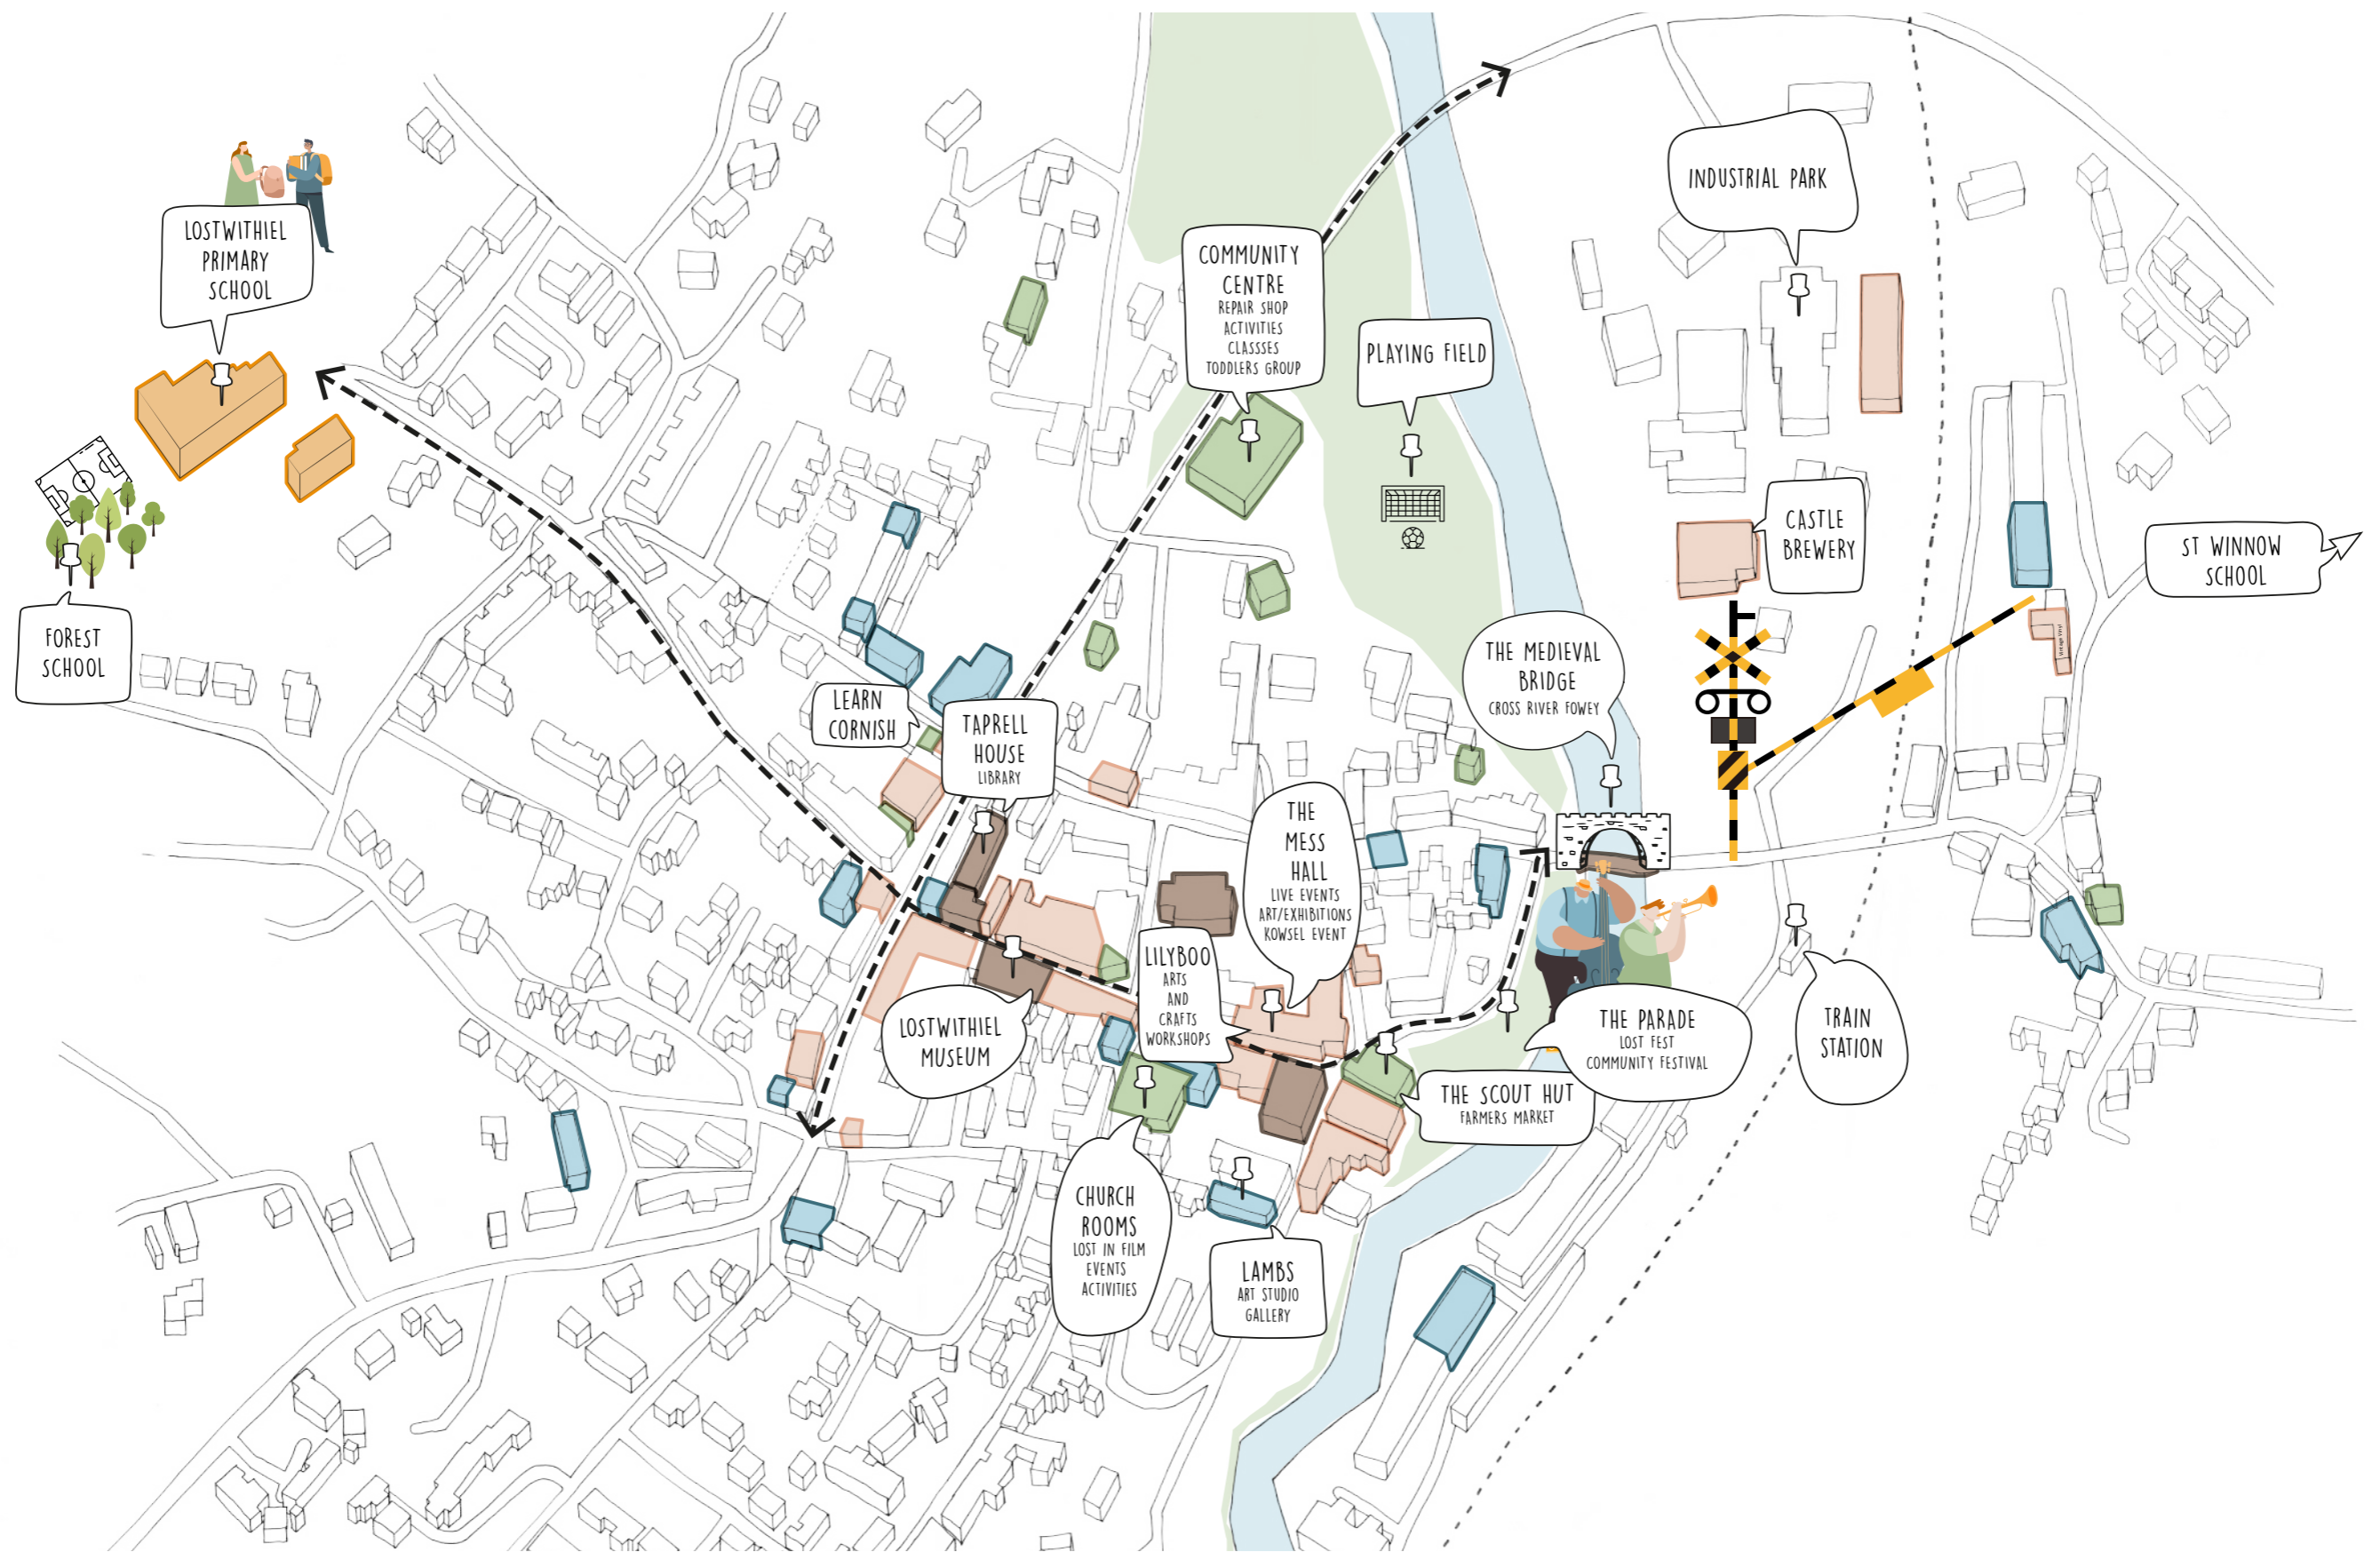 LOSTWITHIEL
PRIMARY
SCHOOL
FOREST
SCHOOL
COMMUNITY
CENTRE
REPAIR SHOP
ACTIVITIES
CLASSSES
TODDLERS GROUP
PLAYING FIELD
INDUSTRIAL PARK
CASTLE
BREWERY
ST WINNOW
SCHOOL
THE MEDIEVAL
BRIDGE
CROSS RIVER FOWEY
LEARN
CORNISH
TAPRELL
HOUSE
LIBRARY
THE
MESS
HALL
LIVE EVENTS
ART/EXHIBITIONS
KOWSEL EVENT
LILYBOO
ARTS
AND
CRAFTS
WORKSHOPS
LOSTWITHIEL
MUSEUM
THE PARADE
LOST FEST
COMMUNITY FESTIVAL
TRAIN
STATION
THE SCOUT HUT
FARMERS MARKET
CHURCH
ROOMS
LOST IN FILM
EVENTS
ACTIVITIES
LAMBS
ART STUDIO
GALLERY